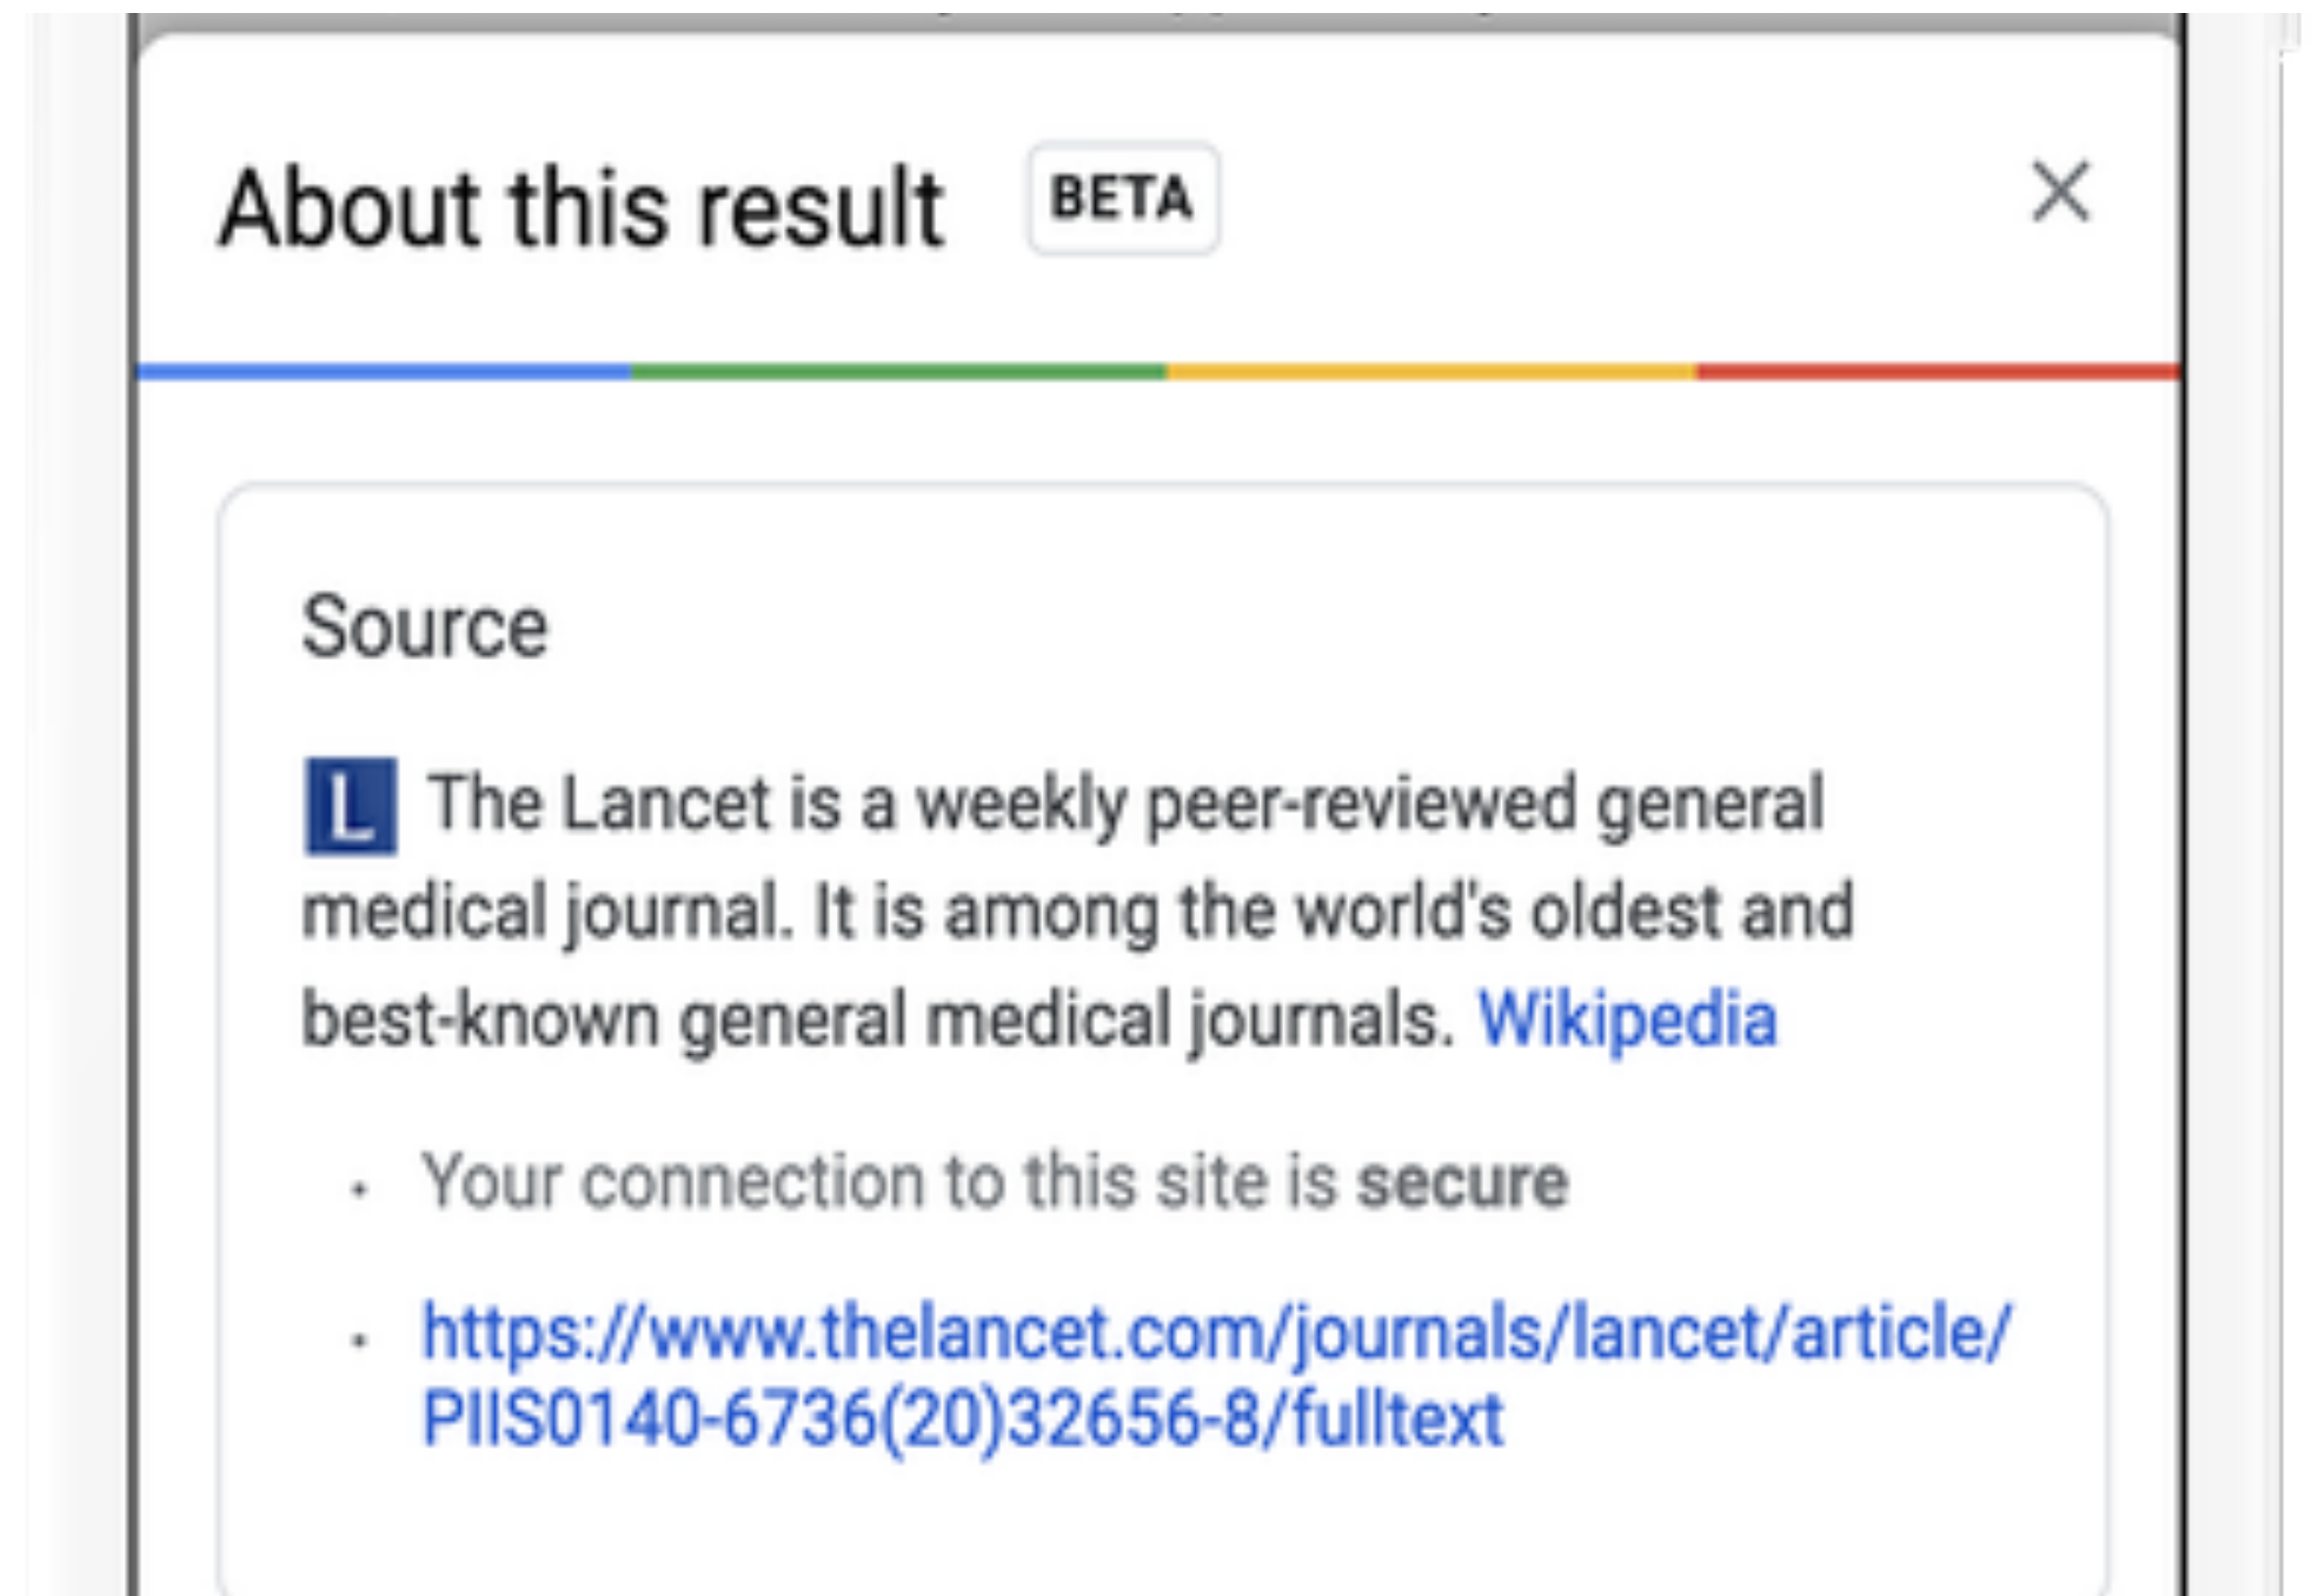 About this result BETA
Source
L The Lancet is a weekly peer-reviewed general
medical journal. It is among the world's oldest and
best-known general medical journals. Wikipedia
· Your connection to this site is secure
· https://www.thelancet.com/journals/lancet/article/
PIIS0140-6736(20)32656-8/fulltext